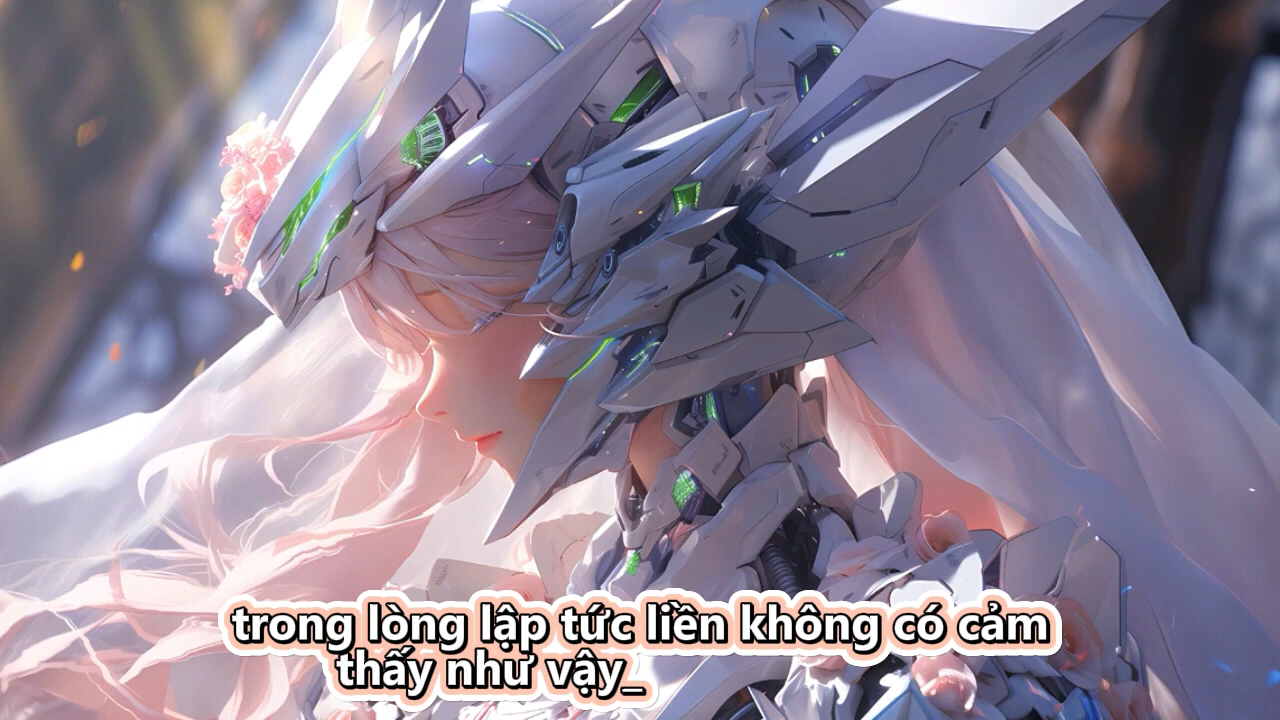 trong lòng lập tức liền không có cảm
thấy như vậy_